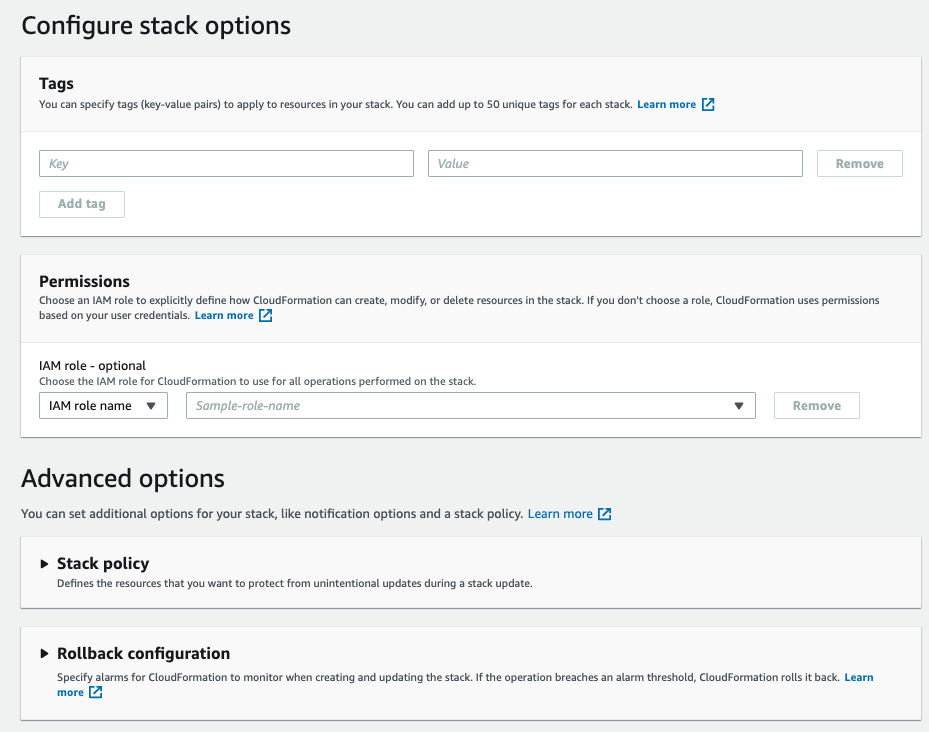 Configure stack options
Tags
You can specify tags (key-value pairs) to apply to resources in your stack. You can add up to 50 unique tags for each stack. Learn more
Key
Value
Remove
Add tag
Permissions
Choose an IAM role to explicitly define how CloudFormation can create, modify, or delete resources in the stack. If you don't choose a role, CloudFormation uses permissions
based on your user credentials. Learn more
IAM role - optional
Choose the IAM role for CloudFormation to use for all operations performed on the stack.
IAM role name
Sample-role-name
Remove
Advanced options
You can set additional options for your stack, like notification options and a stack policy. Learn more
Stack policy
Defines the resources that you want to protect from unintentional updates during a stack update.
Rollback configuration
Specify alarms for CloudFormation to monitor when creating and updating the stack. If the operation breaches an alarm threshold, CloudFormation rolls it back. Learn
more